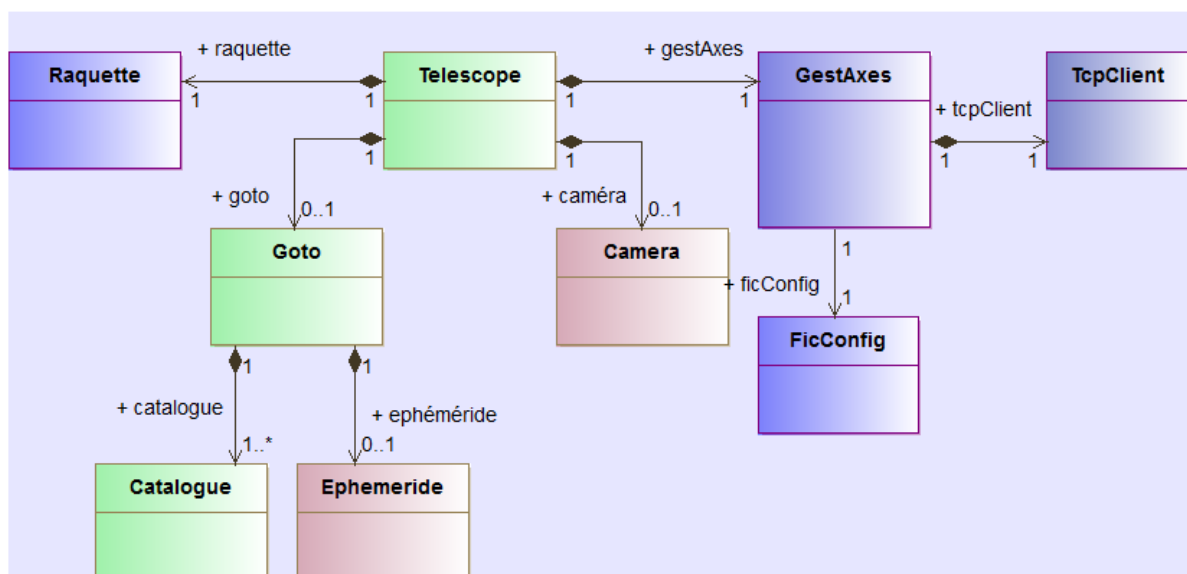 + raquette
+ gestAxes
Raquette
Telescope
GestAxes
TcpClient
1
1
1
1
+ tcpClient
1
1
1
1
+ goto
0..1
+ caméra
0..1
Goto
Camera
1
+ ficConfig
1
FicConfig
1
1
+ catalogue
+ ephéméride
1..*
0..1
Catalogue
Ephemeride